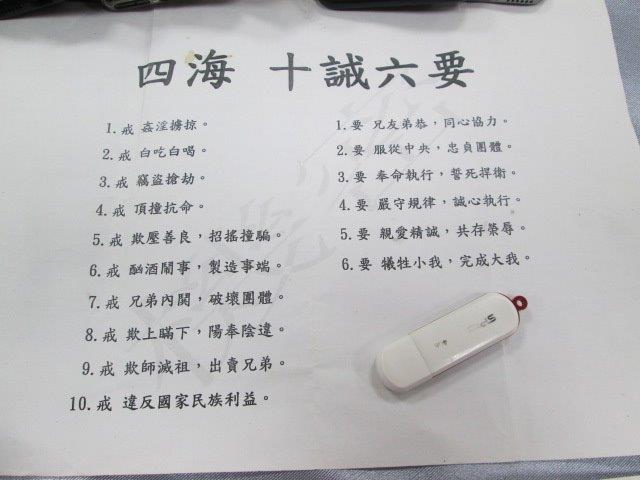 四海 十誡六要
1. 戒 姦淫擄掠。
2. 戒 白吃白喝。
3. 戒 竊盜搶劫。
4. 戒 頂撞抗命。
5. 戒 欺壓善良，招搖撞騙。
6. 戒 酗酒鬧事，製造事端。
7. 戒 兄弟內鬨，破壞團體。
8. 戒 欺上瞞下，陽奉陰違。
9. 戒 欺師滅祖，出賣兄弟。
10. 戒 違反國家民族利益。
1. 要 兄友弟恭，同心協力。
2. 要 服從中央，忠貞團體。
3. 要 奉命執行，誓死捍衛。
4. 要 嚴守規律，誠心執行。
5. 要 親愛精誠，共存榮辱。
6. 要 犧牲小我，完成大我。